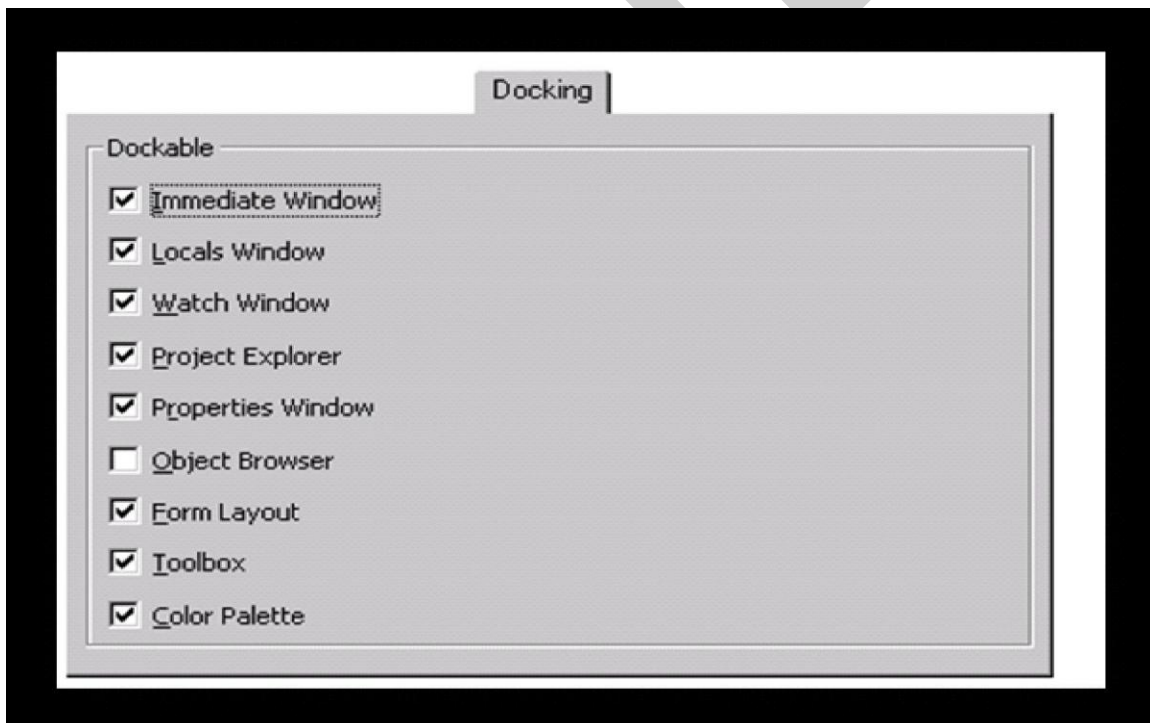 Docking
Dockable
Immediate Window
Locals Window
Watch Window
Project Explorer
Properties Window
Object Browser
Form Layout
Toolbox
Color Palette